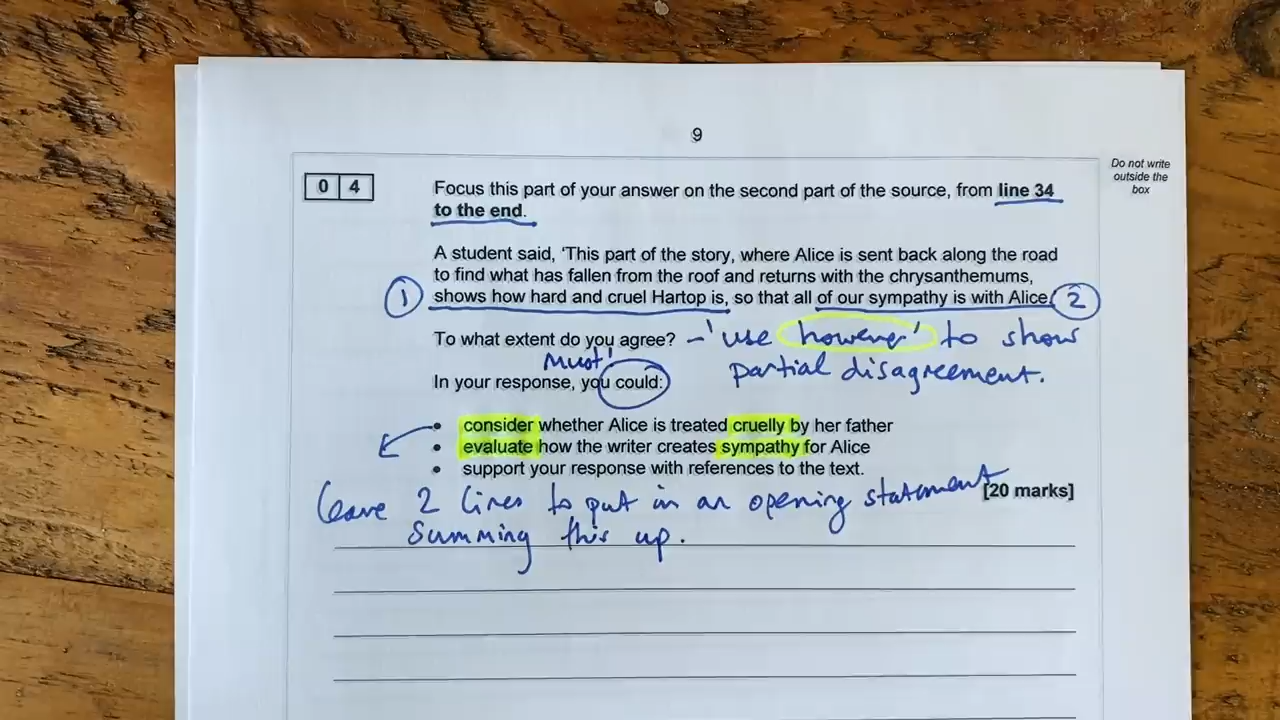 9
Do not write
outside the
box
0 4
Focus this part of your answer on the second part of the source, from line 34
to the end.
A student said, 'This part of the story, where Alice is sent back along the road
to find what has fallen from the roof and returns with the chrysanthemums,
1 shows how hard and cruel Hartop is, so that all of our sympathy is with Alice 2
To what extent do you agree? – 'use however' to show
partial disagreement.
Must!
In your response, you could:
• consider whether Alice is treated cruelly by her father
• evaluate how the writer creates sympathy for Alice
• support your response with references to the text.
[20 marks]
leave 2 lines to put in an opening statement
summing this up.